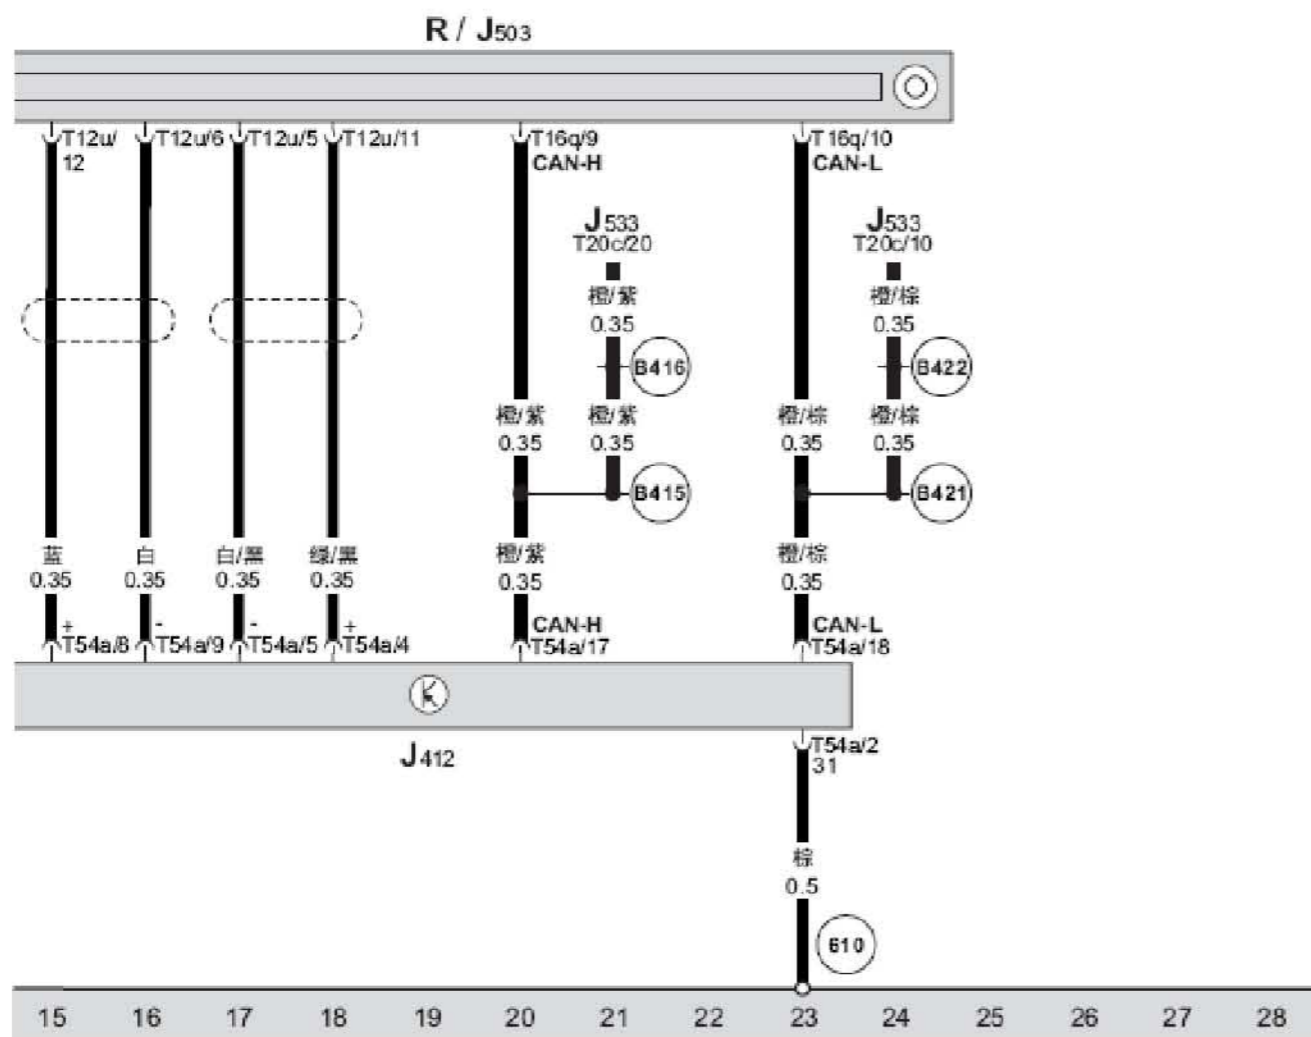 R / J503
T12u/ T12u/6 T12u/5 T12u/11 T16q/9 T16q/10
12 CAN-H CAN-L
J533 J533
T20c/20 T20c/10
橙/紫 橙/棕
0.35 0.35
B416 B422
橙/紫 橙/紫 橙/棕 橙/棕
0.35 0.35 0.35 0.35
B415 B421
蓝 白 白/黑 绿/黑 橙/紫 橙/棕
0.35 0.35 0.35 0.35 0.35 0.35
+ - - + CAN-H CAN-L
T54a/8 T54a/9 T54a/5 T54a/4 T54a/17 T54a/18
J412
T54a/2
31
棕
0.5
610
15 16 17 18 19 20 21 22 23 24 25 26 27 28